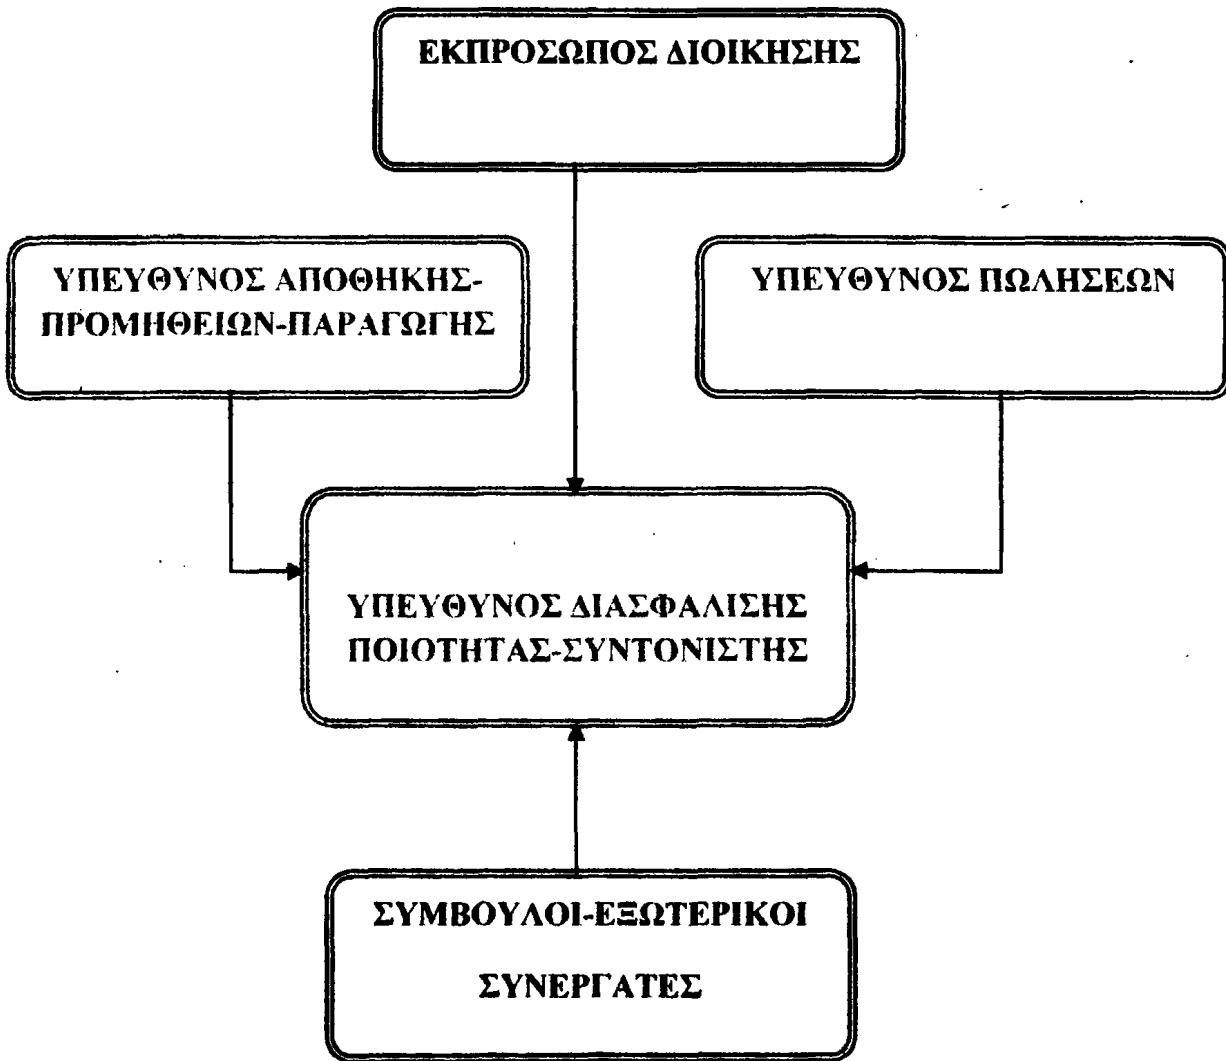 ΕΚΠΡΟΣΩΠΟΣ ΔΙΟΙΚΗΣΗΣ
ΥΠΕΥΘΥΝΟΣ ΑΠΟΘΗΚΗΣ-
ΠΡΟΜΗΘΕΙΩΝ-ΠΑΡΑΓΩΓΗΣ
ΥΠΕΥΘΥΝΟΣ ΠΩΛΗΣΕΩΝ
ΥΠΕΥΘΥΝΟΣ ΔΙΑΣΦΑΛΙΣΗΣ
ΠΟΙΟΤΗΤΑΣ-ΣΥΝΤΟΝΙΣΤΗΣ
ΣΥΜΒΟΥΛΟΙ-ΕΞΩΤΕΡΙΚΟΙ
ΣΥΝΕΡΓΑΤΕΣ